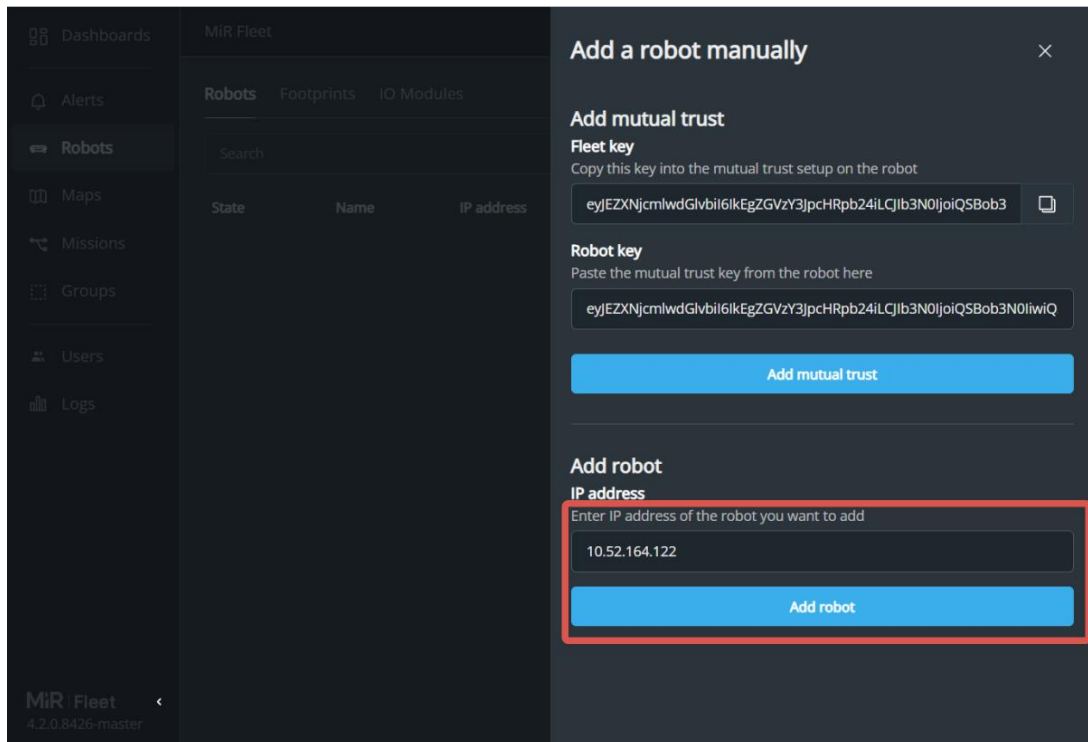 Dashboards
Alerts
Robots
Maps
Missions
Groups
Users
Logs
MiR Fleet
4.2.0.8426-master
MiR Fleet
Robots Footprints IO Modules
Search
State Name IP address
Add a robot manually
Add mutual trust
Fleet key
Copy this key into the mutual trust setup on the robot
eyJEZXNjcmlwdGlvbiI6IkEgZGVzY3JpcHRpb24iLCJIb3N0IjoiQSBob3
Robot key
Paste the mutual trust key from the robot here
eyJEZXNjcmlwdGlvbiI6IkEgZGVzY3JpcHRpb24iLCJIb3N0IjoiQSBob3N0IiwiQ
Add mutual trust
Add robot
IP address
Enter IP address of the robot you want to add
10.52.164.122
Add robot